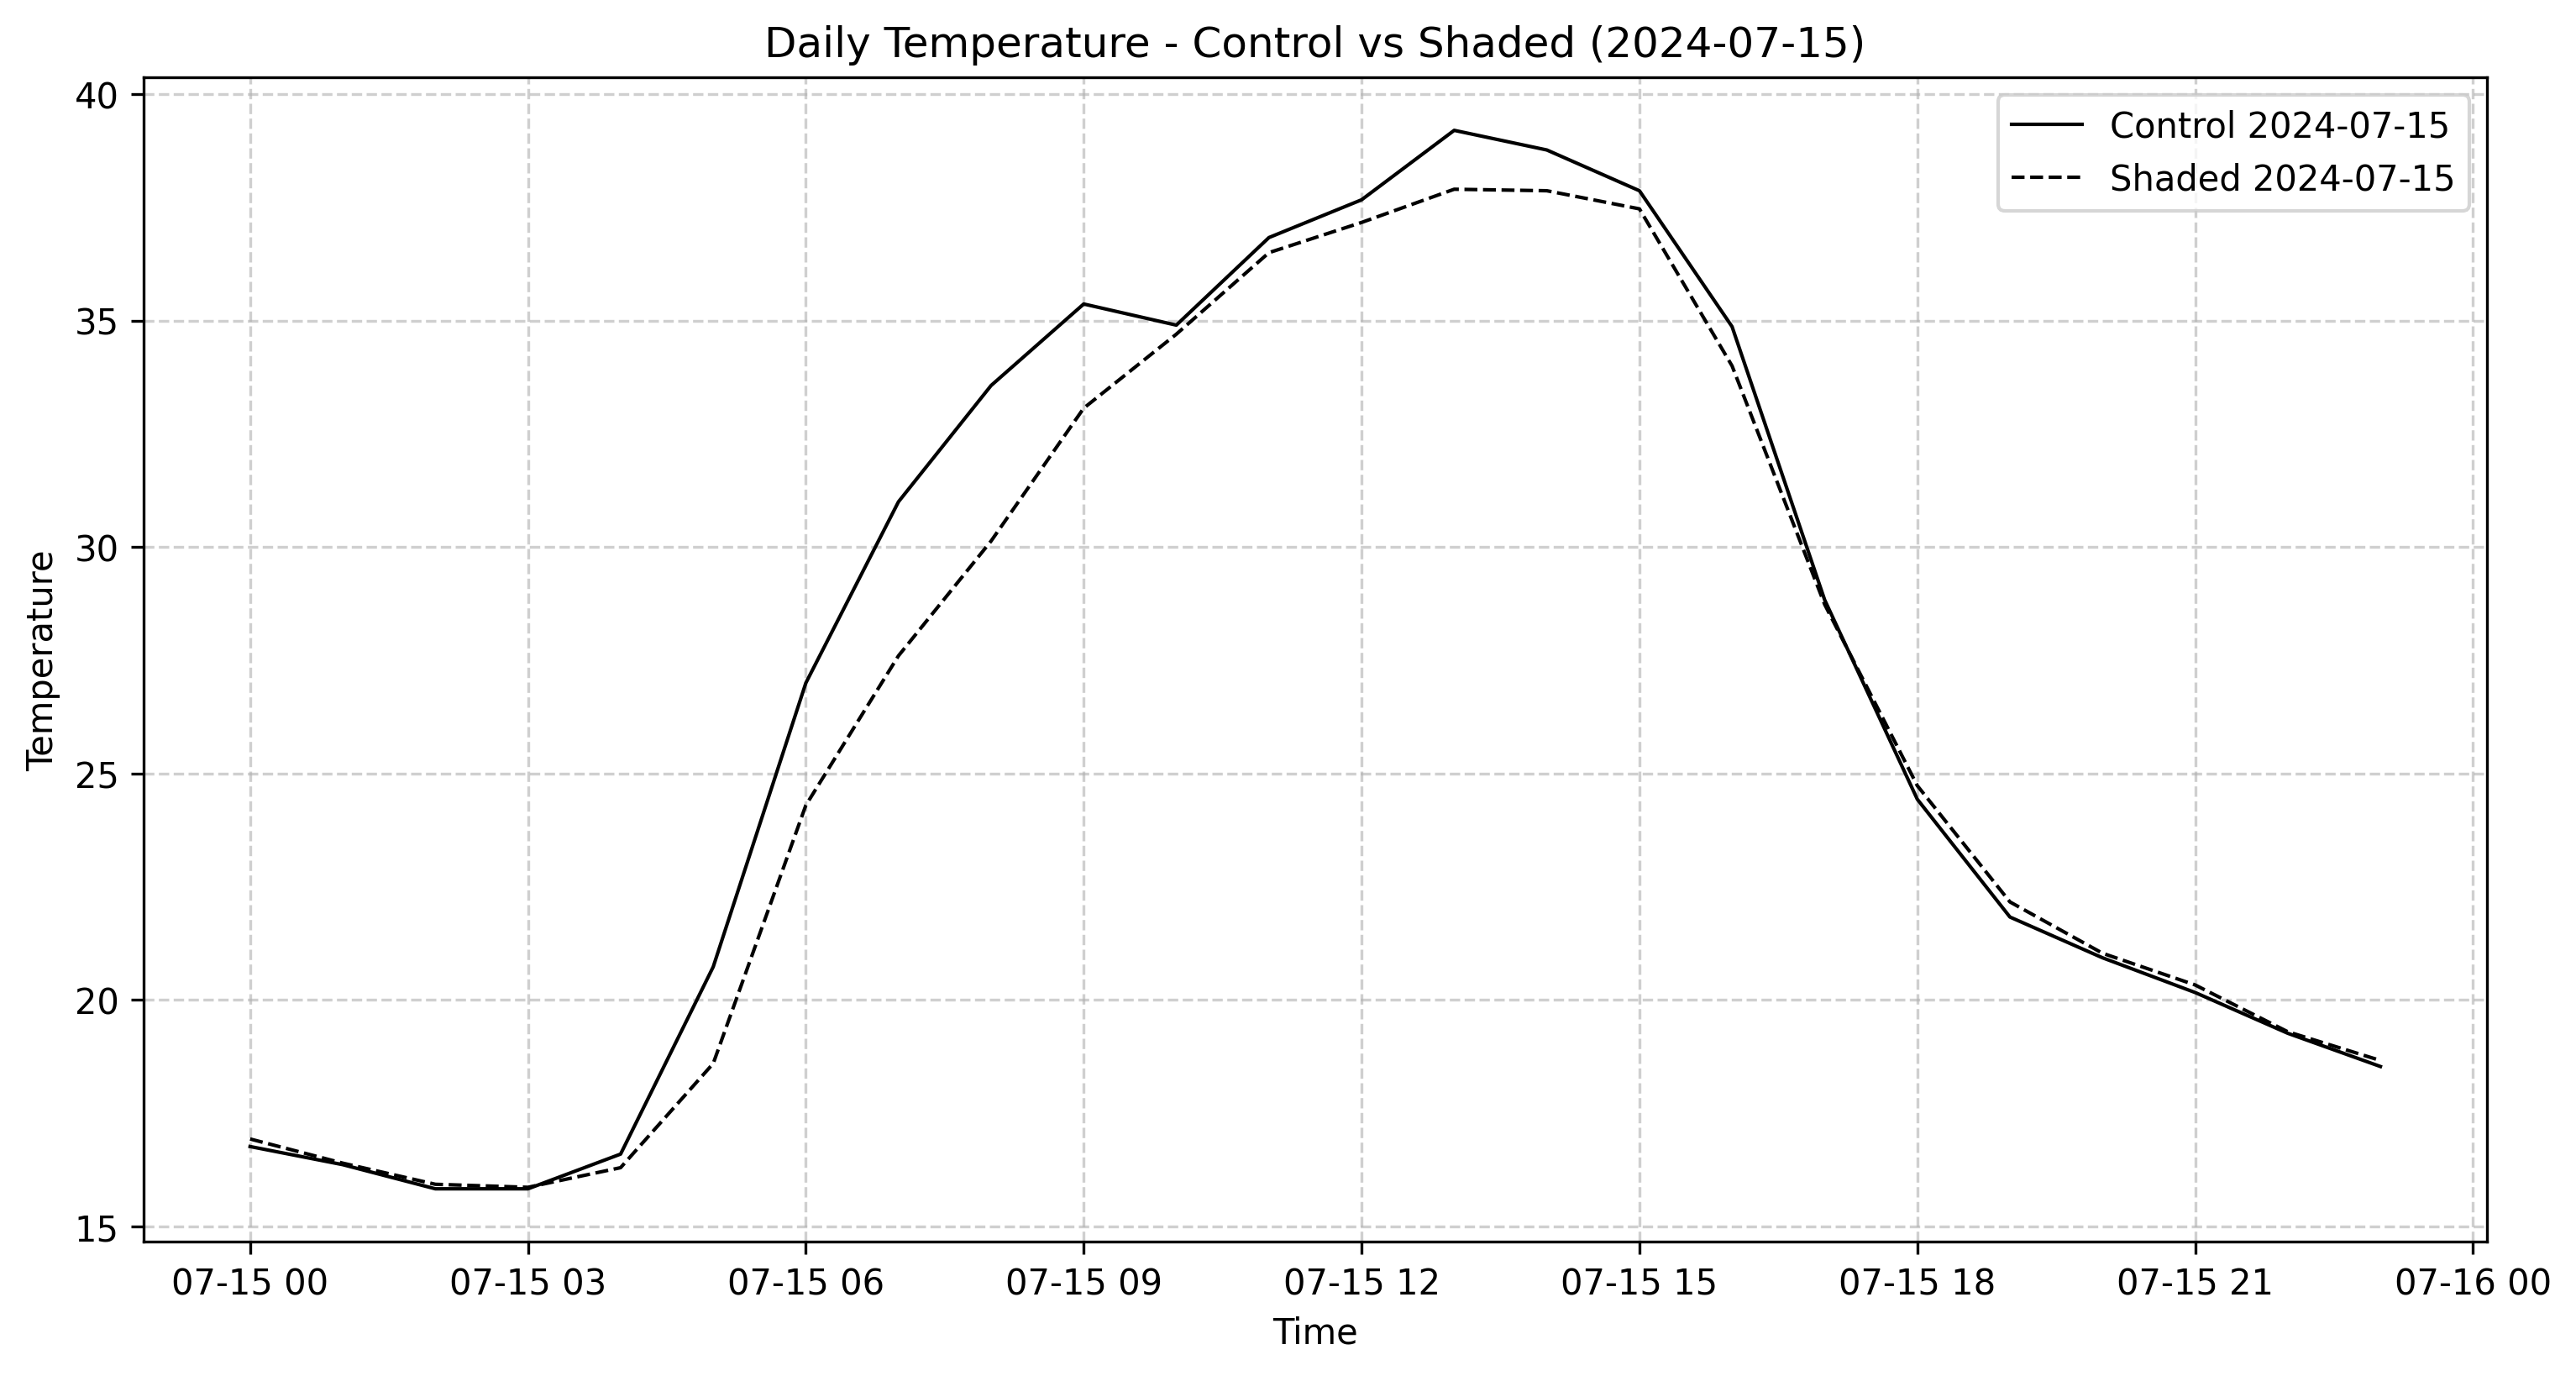 Daily Temperature - Control vs Shaded (2024-07-15)
Control 2024-07-15
Shaded 2024-07-15
Temperature
40
35
30
25
20
15
07-15 00 07-15 03 07-15 06 07-15 09 07-15 12 07-15 15 07-15 18 07-15 21 07-16 00
Time